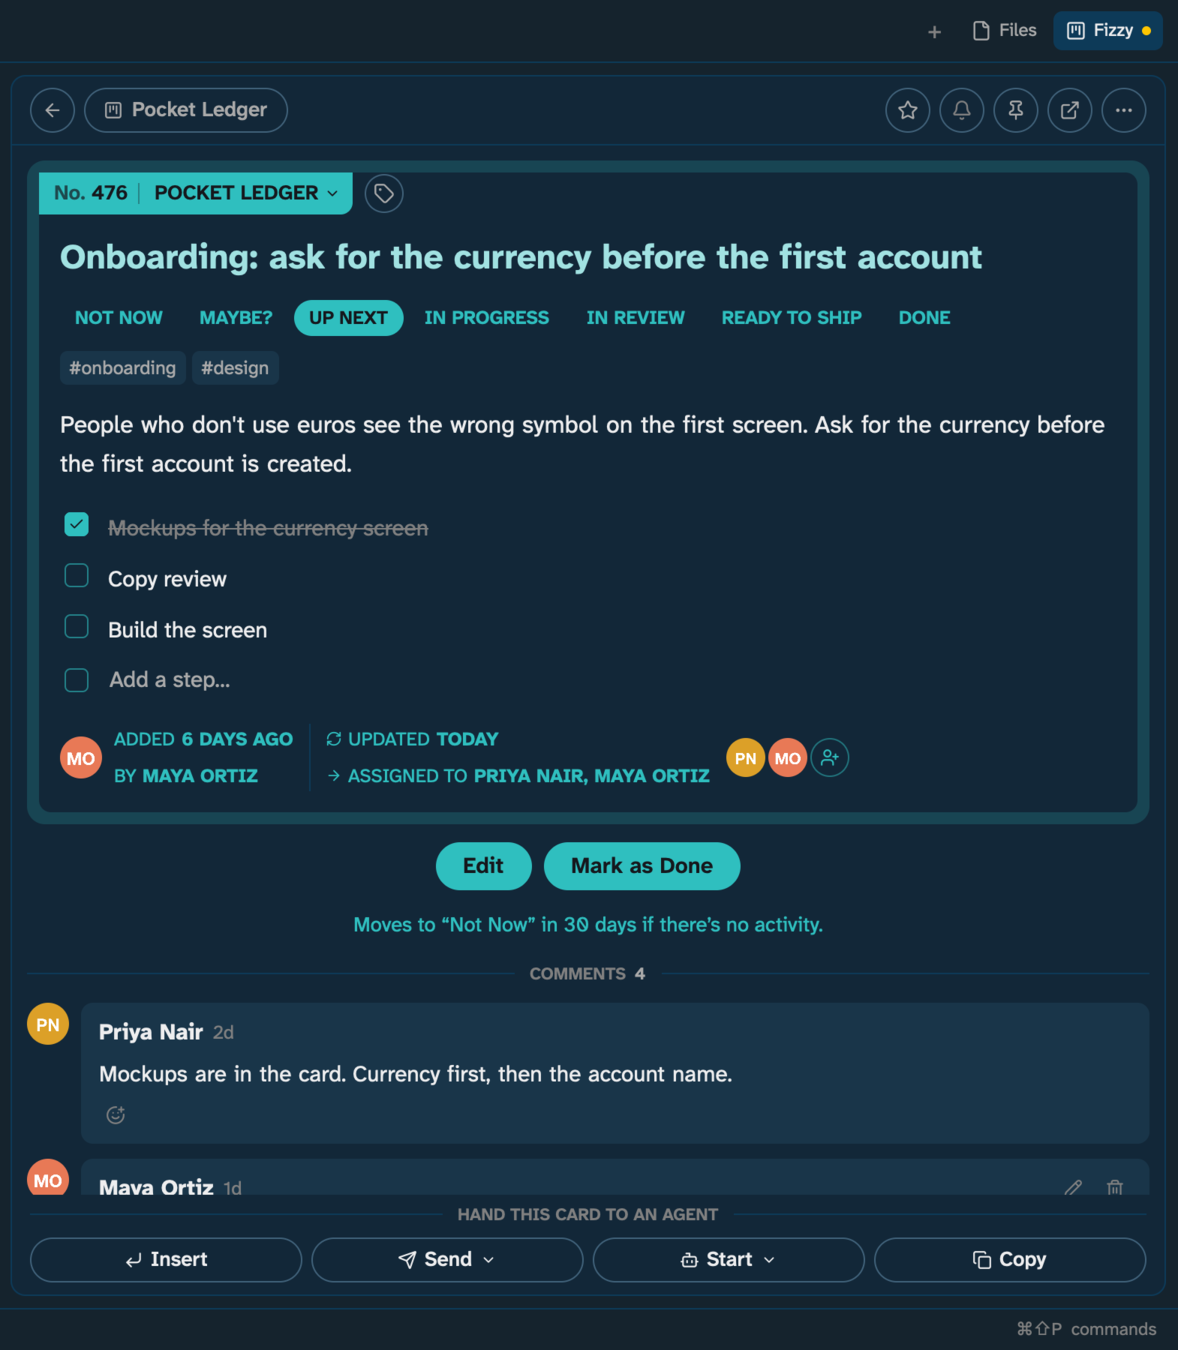 + Files Fizzy
Pocket Ledger
No. 476 POCKET LEDGER
Onboarding: ask for the currency before the first account
NOT NOW MAYBE? UP NEXT IN PROGRESS IN REVIEW READY TO SHIP DONE
#onboarding #design
People who don't use euros see the wrong symbol on the first screen. Ask for the currency before
the first account is created.
Mockups for the currency screen
Copy review
Build the screen
Add a step...
MO
ADDED 6 DAYS AGO
BY MAYA ORTIZ
UPDATED TODAY
→ ASSIGNED TO PRIYA NAIR, MAYA ORTIZ
PN MO
Edit Mark as Done
Moves to “Not Now” in 30 days if there’s no activity.
COMMENTS 4
PN
Priya Nair 2d
Mockups are in the card. Currency first, then the account name.
MO
Maya Ortiz 1d
HAND THIS CARD TO AN AGENT
Insert Send Start Copy
⌘⇧P commands